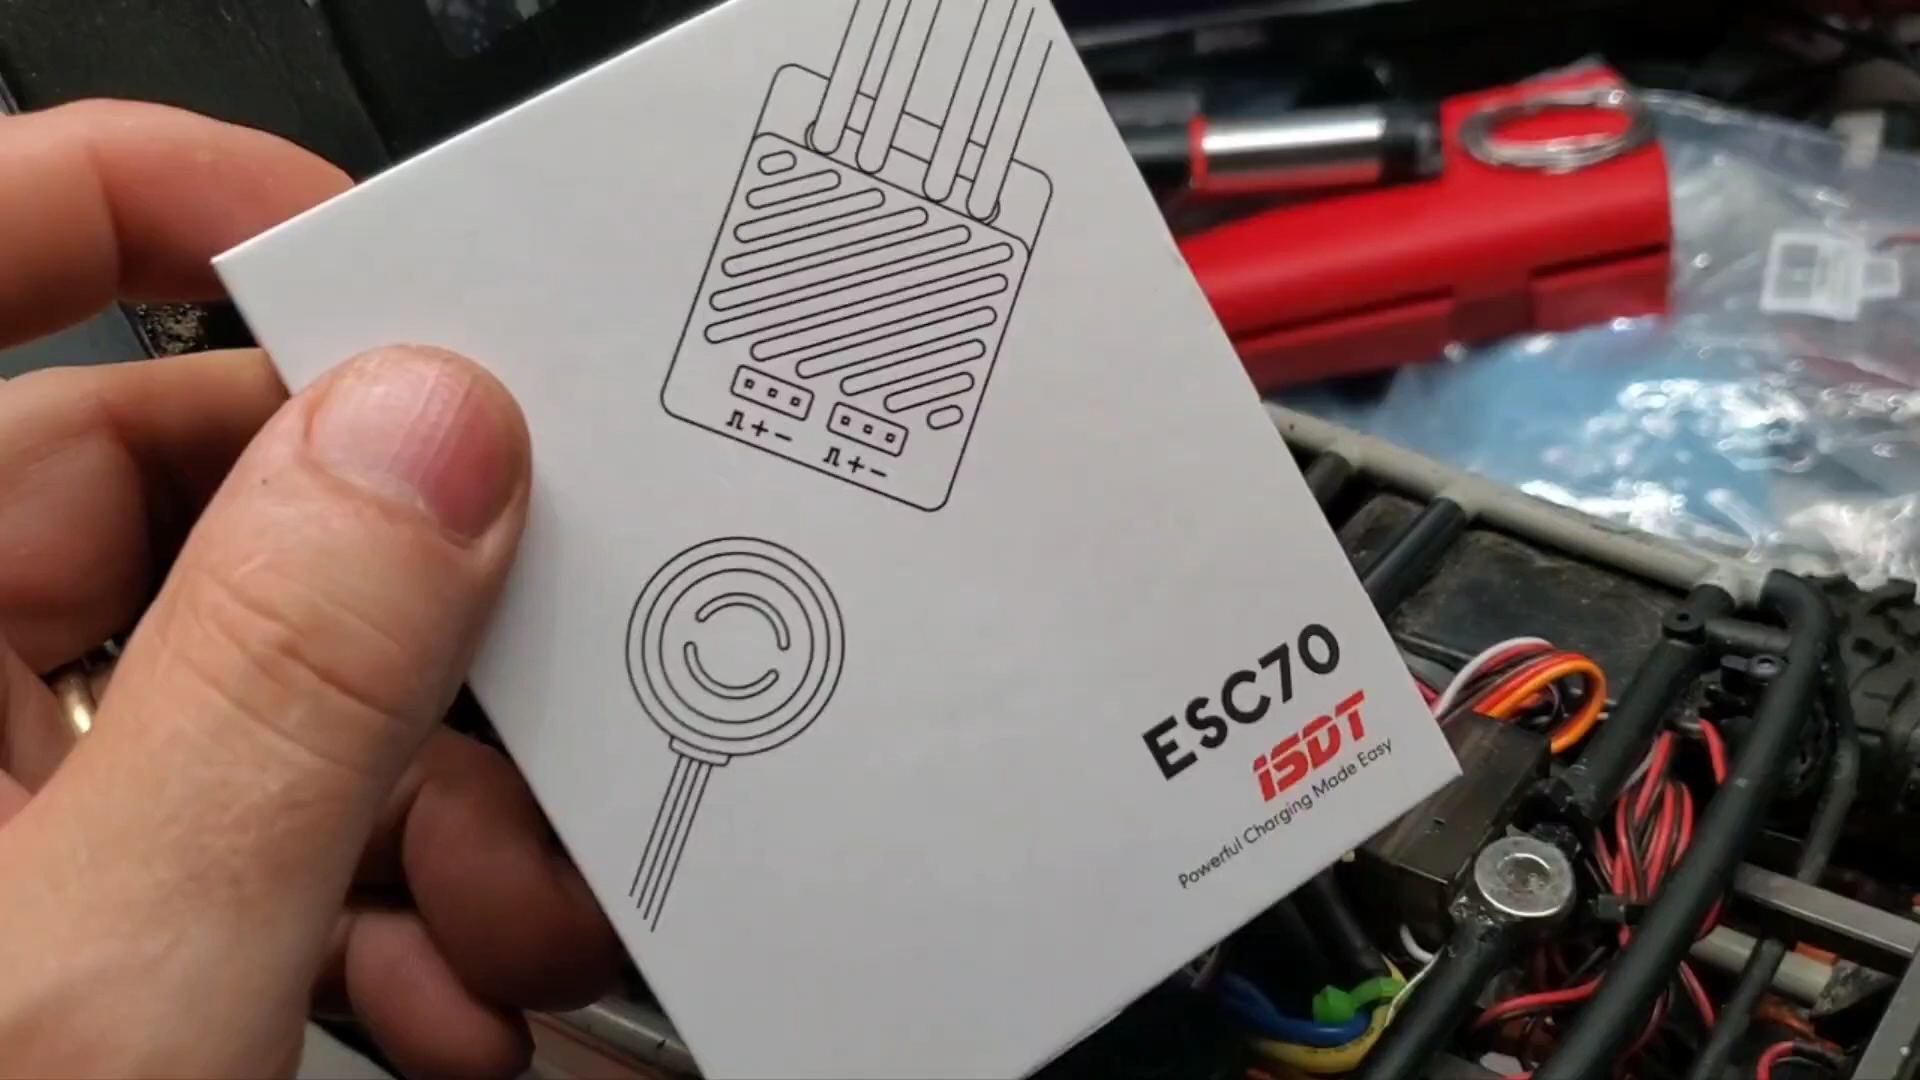 ⎍ + −
⎍ + −
ESC70
iSDT
Powerful Charging Made Easy